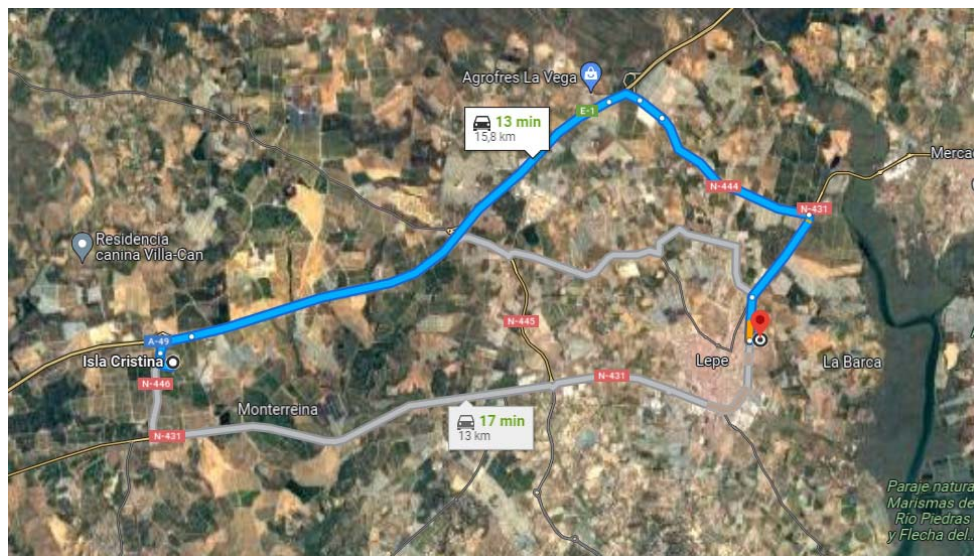 Agrofres La Vega
E-1
13 min
15,8 km
N-444
N-431
Residencia
canina Villa-Can
A-49
Isla Cristina
N-446
N-445
Lepe
La Barca
N-431
Monterreina
17 min
13 km
N-431
Paraje natura
Marismas de
Río Piedras
y Flecha del...